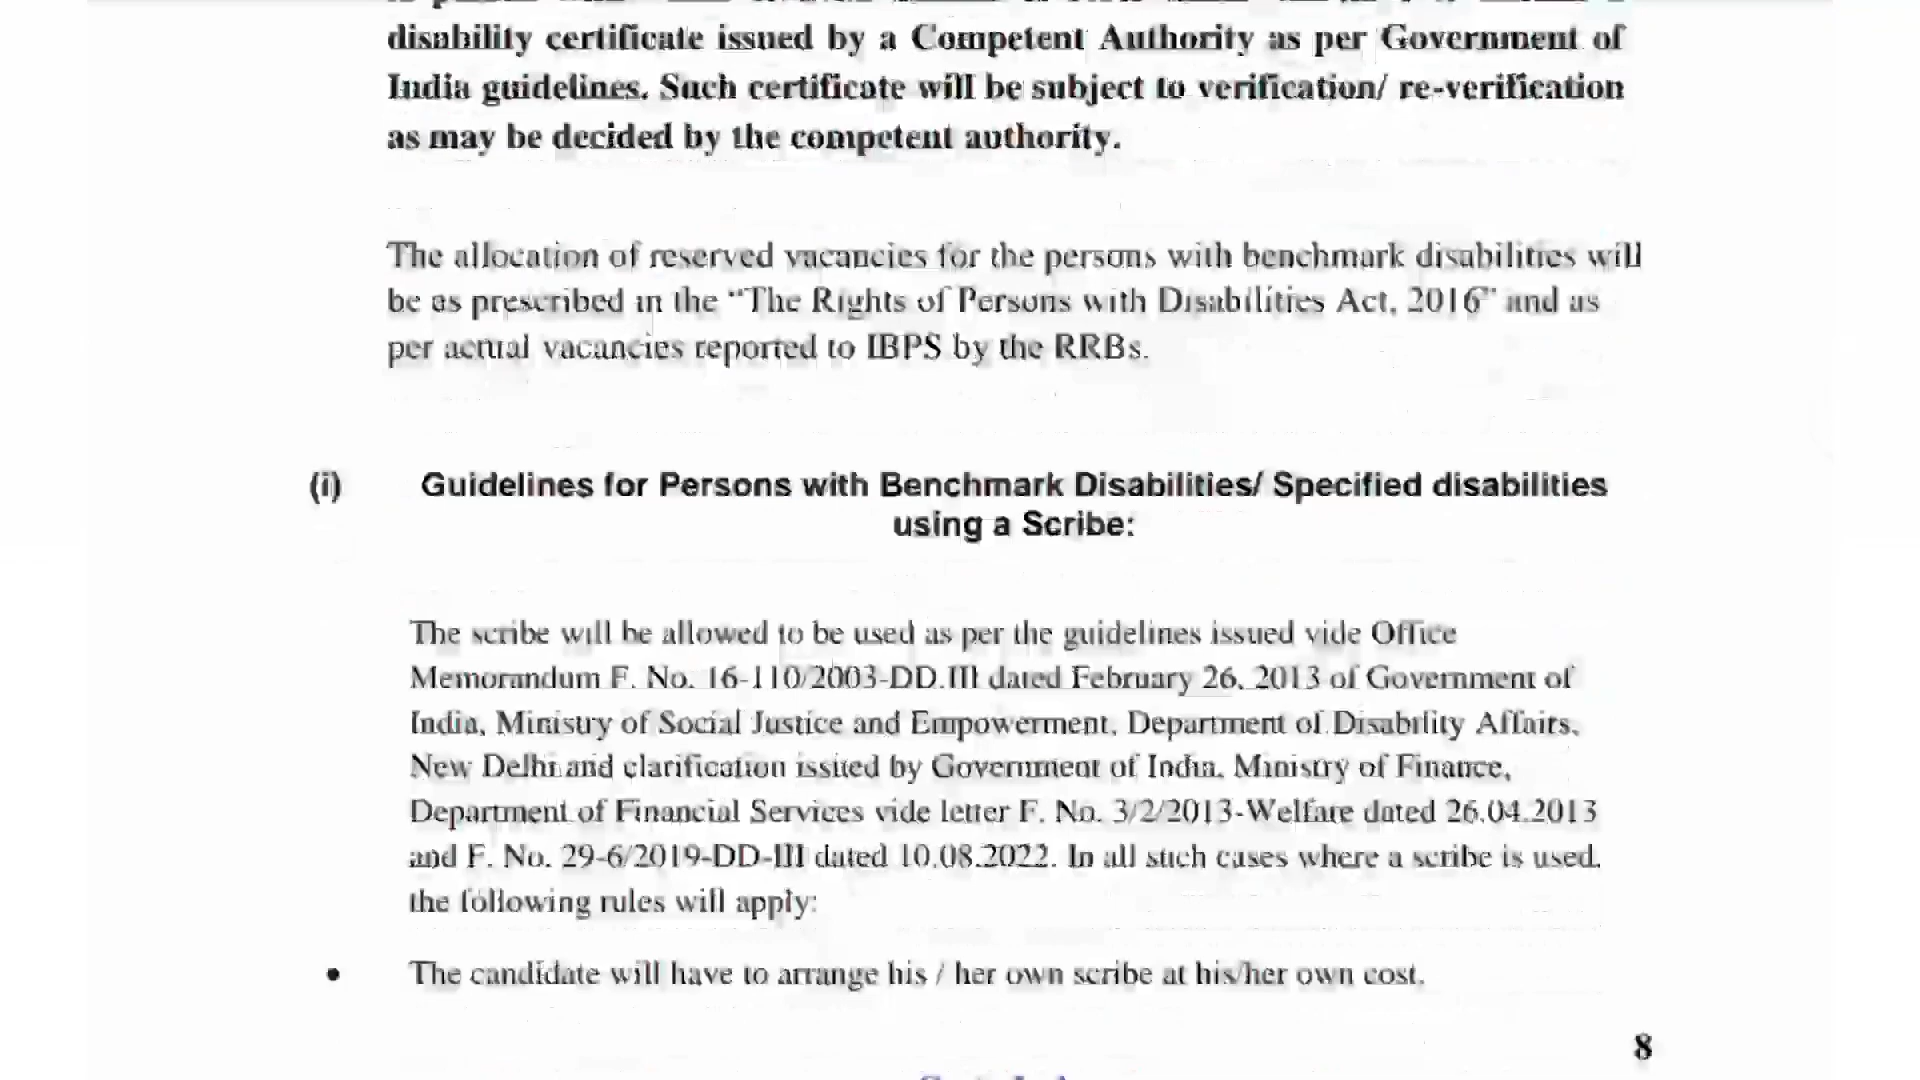 disability certificate issued by a Competent Authority as per Government of
India guidelines. Such certificate will be subject to verification/ re-verification
as may be decided by the competent authority.
The allocation of reserved vacancies for the persons with benchmark disabilities will
be as prescribed in the “The Rights of Persons with Disabilities Act, 2016” and as
per actual vacancies reported to IBPS by the RRBs.
(i) Guidelines for Persons with Benchmark Disabilities/ Specified disabilities
using a Scribe:
The scribe will be allowed to be used as per the guidelines issued vide Office
Memorandum F. No. 16-110/2003-DD.III dated February 26, 2013 of Government of
India, Ministry of Social Justice and Empowerment, Department of Disability Affairs,
New Delhi and clarification issued by Government of India, Ministry of Finance,
Department of Financial Services vide letter F. No. 3/2/2013-Welfare dated 26.04.2013
and F. No. 29-6/2019-DD-III dated 10.08.2022. In all such cases where a scribe is used,
the following rules will apply:
• The candidate will have to arrange his / her own scribe at his/her own cost.
8